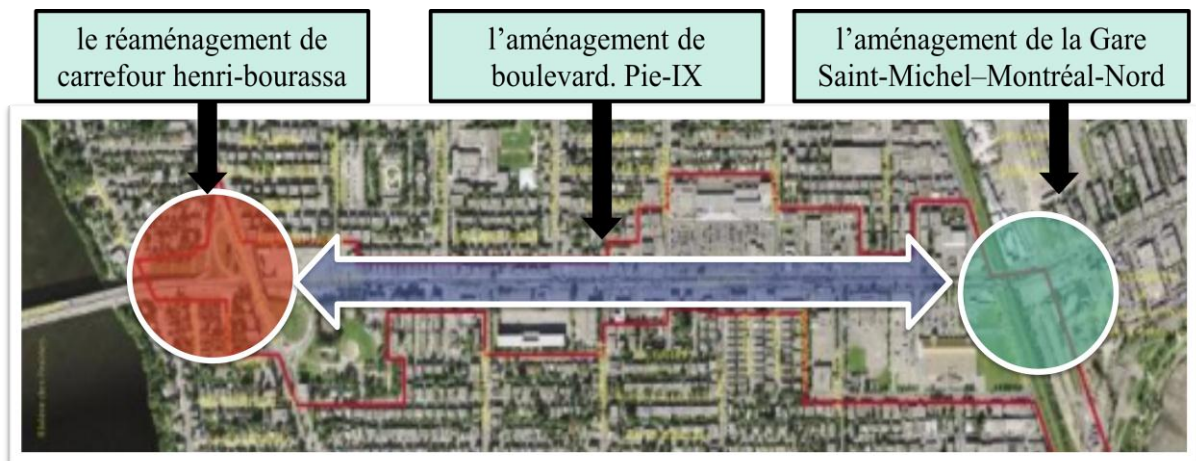 le réaménagement de
carrefour henri-bourassa
l’aménagement de
boulevard. Pie-IX
l’aménagement de la Gare
Saint-Michel–Montréal-Nord